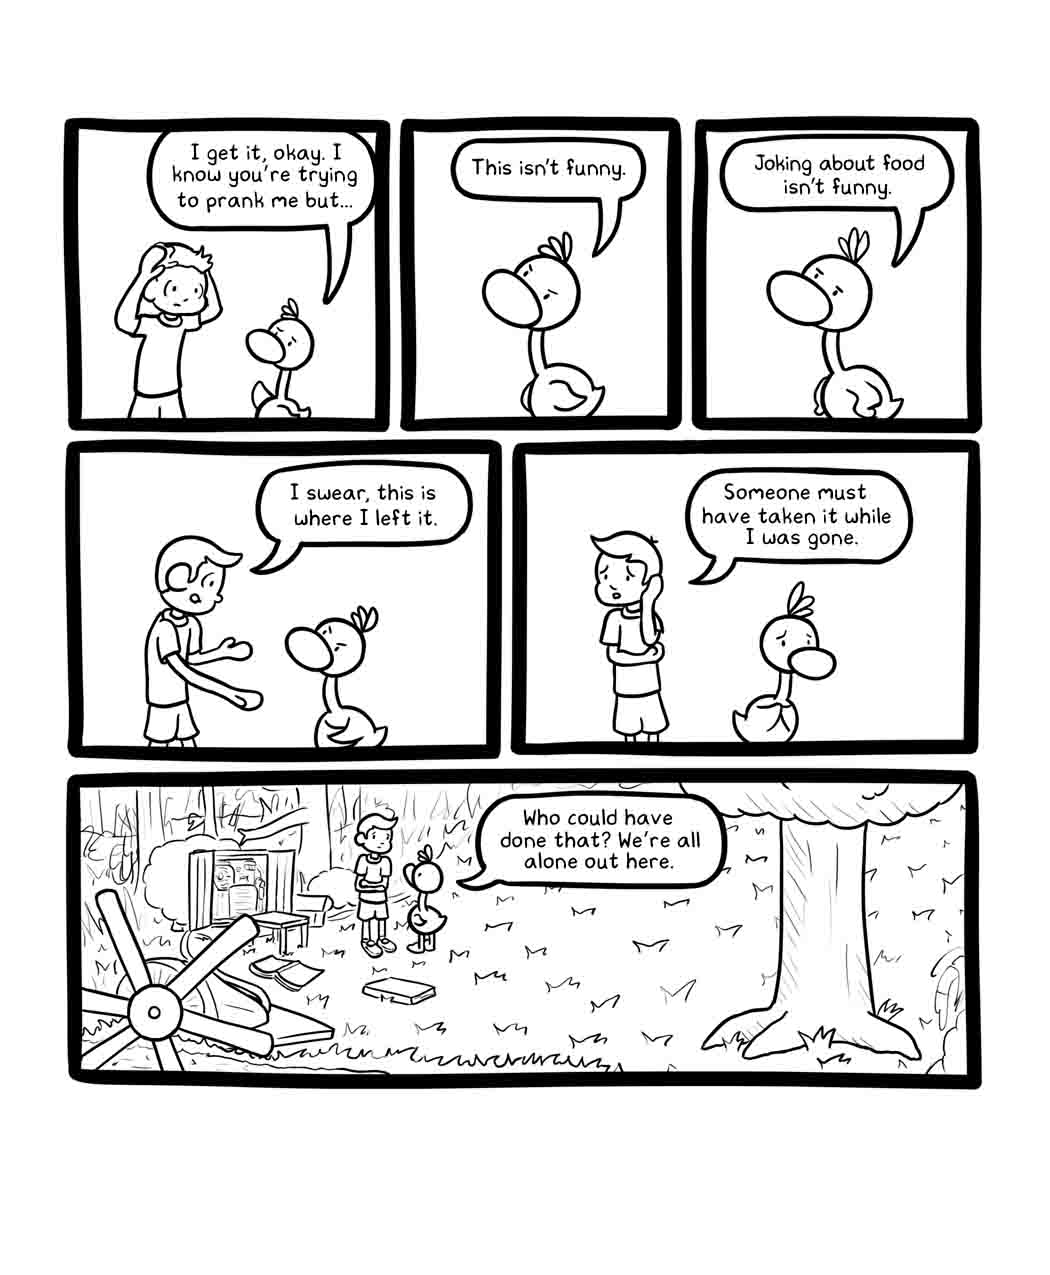 I get it, okay. I
know you're trying
to prank me but...
This isn't funny.
Joking about food
isn't funny.
I swear, this is
where I left it.
Someone must
have taken it while
I was gone.
Who could have
done that? We're all
alone out here.